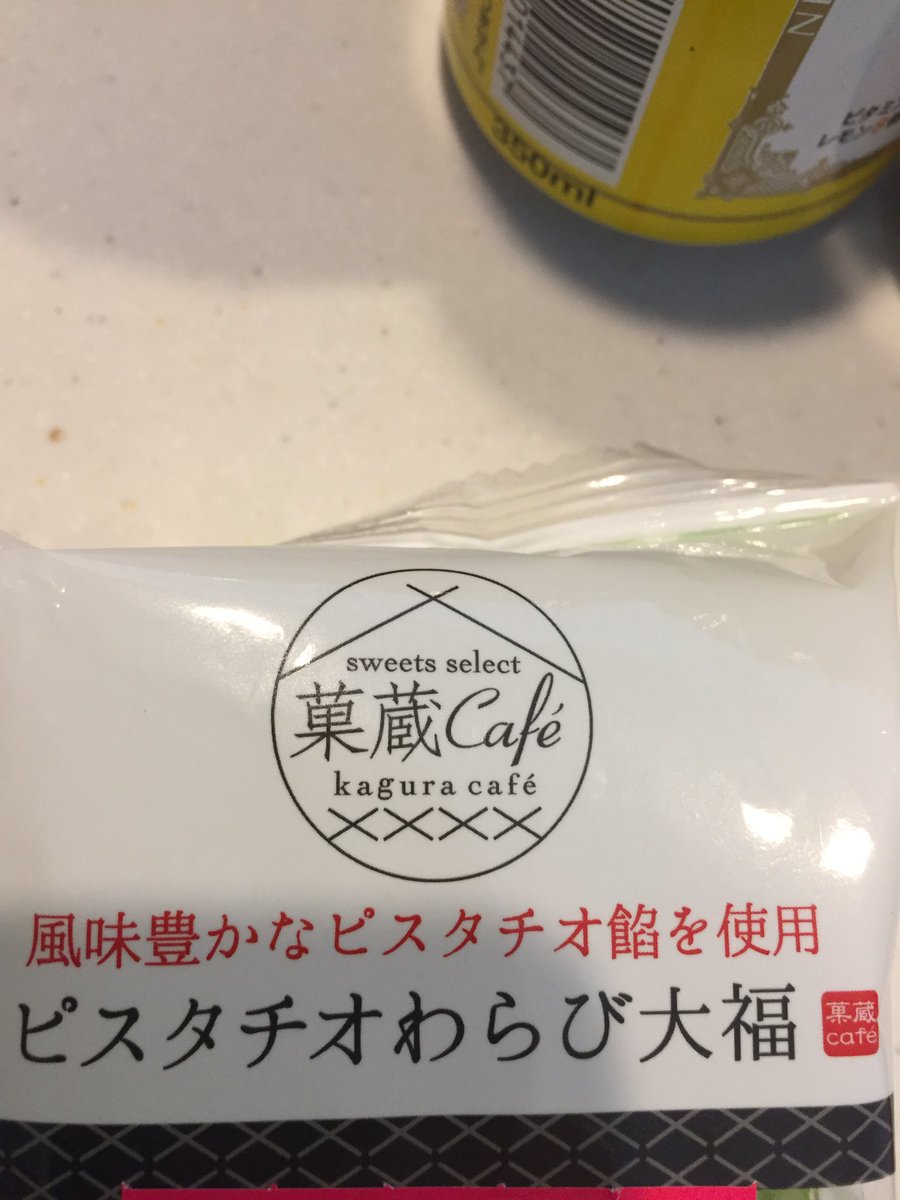 350ml
sweets select
菓蔵Café
kagura café
風味豊かなピスタチオ餡を使用
ピスタチオわらび大福
菓蔵
café